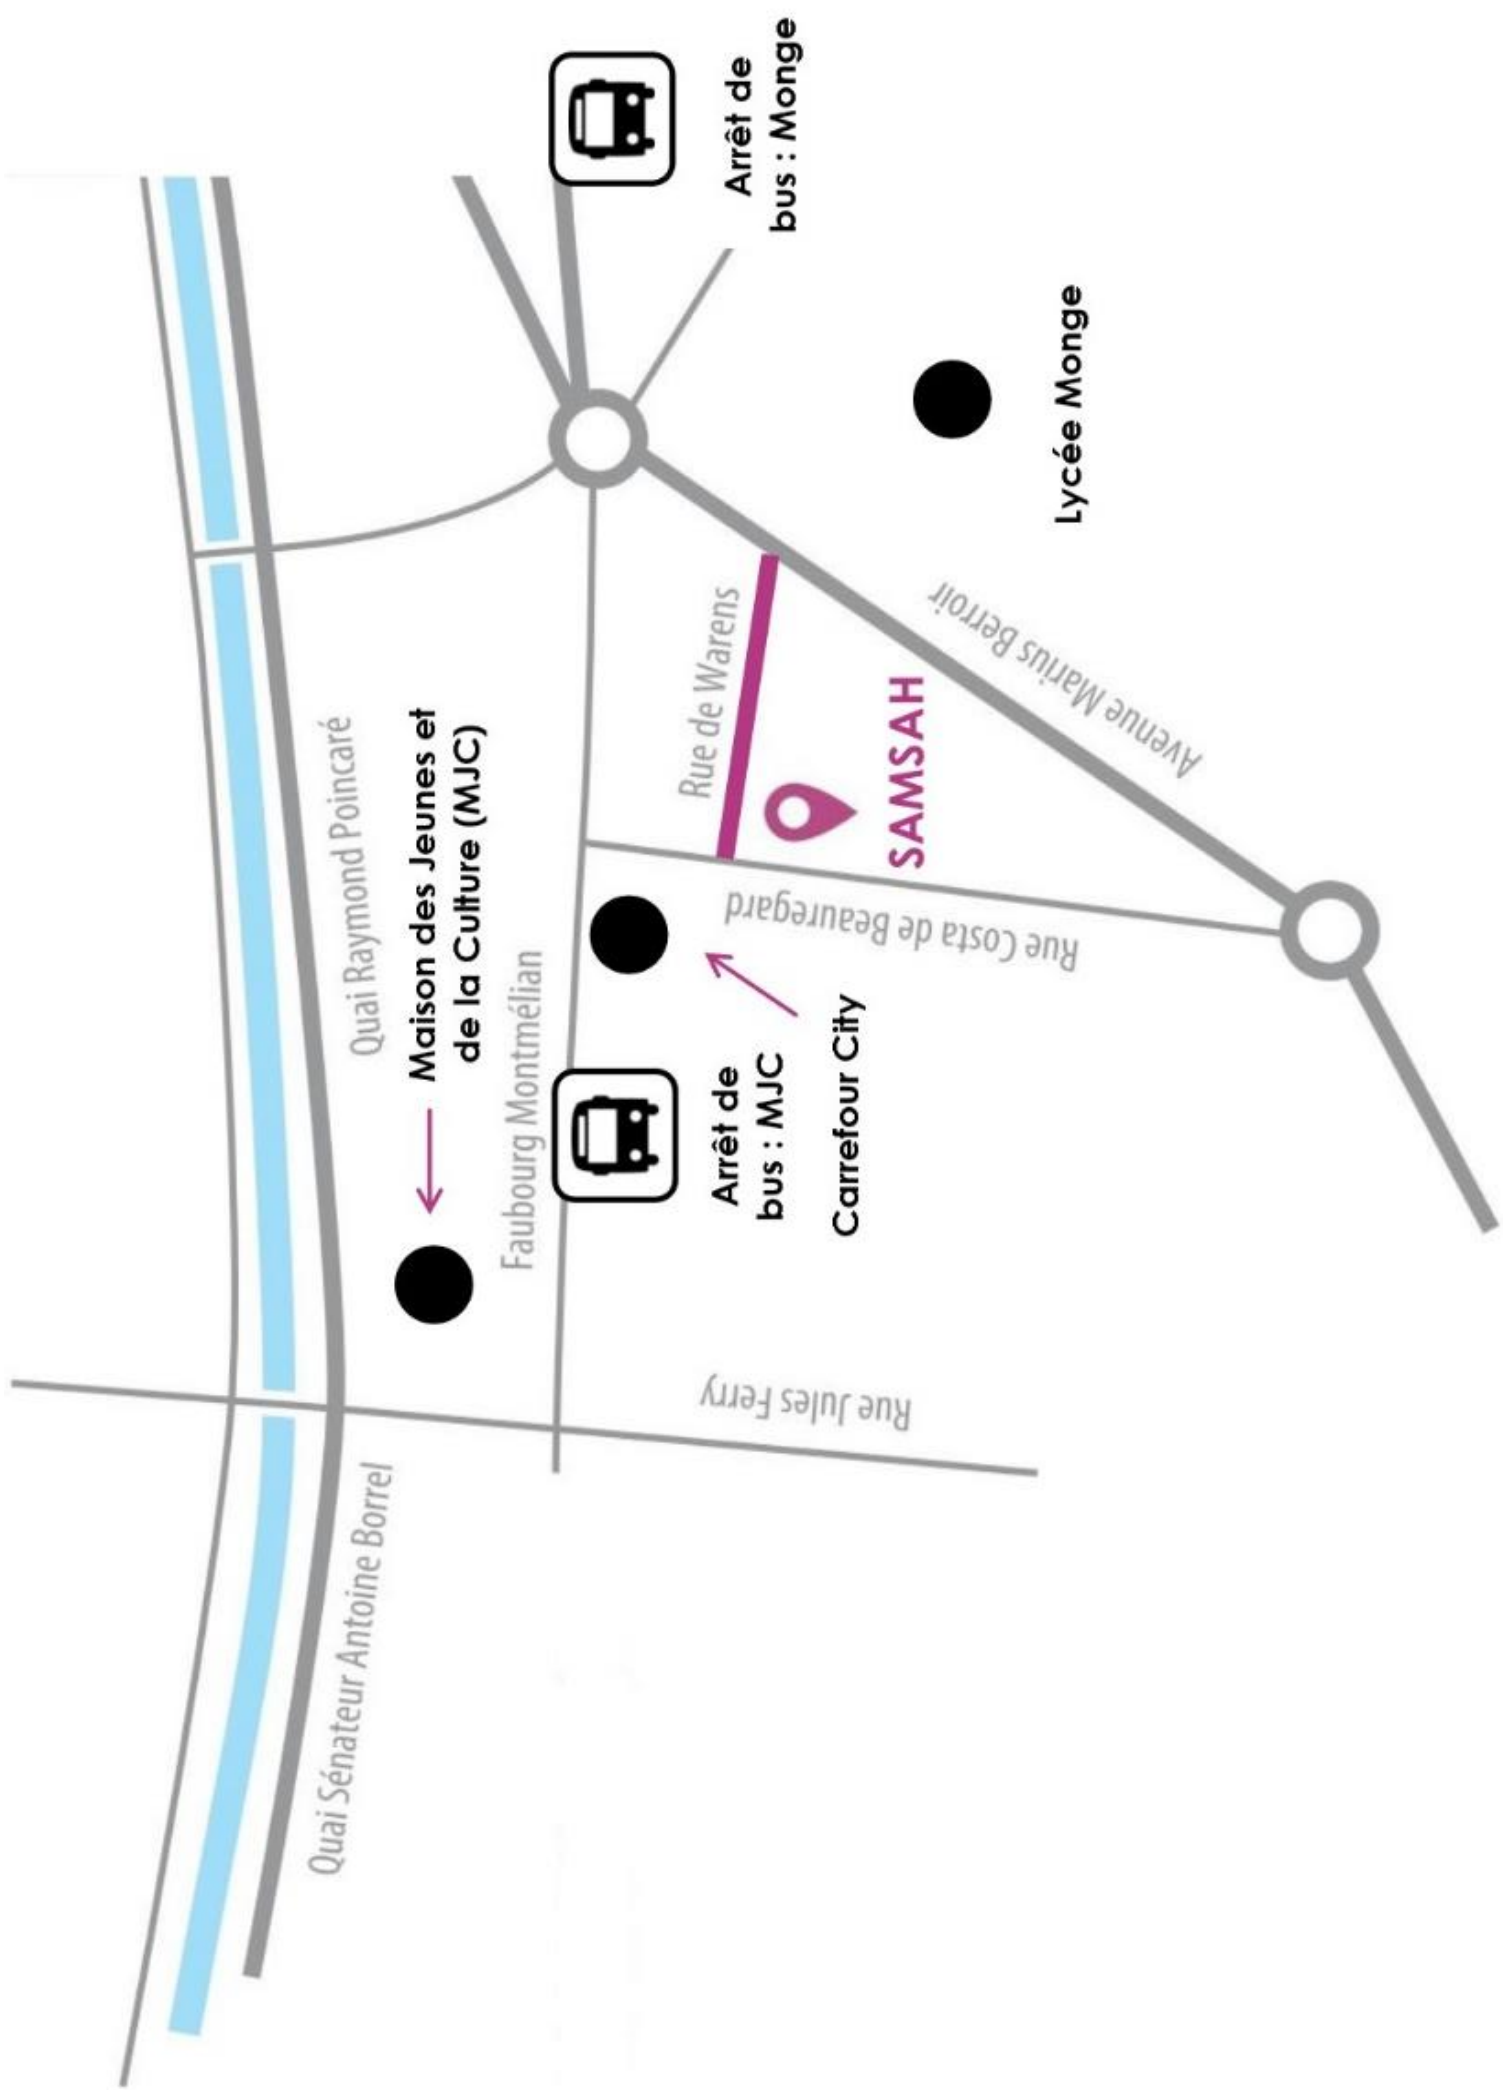 Quai Sénateur Antoine Borrel
Quai Raymond Poincaré
Maison des Jeunes et
de la Culture (MJC)
Faubourg Montmélian
Arrêt de
bus : MJC
Carrefour City
Rue Jules Ferry
Rue Costa de Beauregard
Rue de Warens
SAMSAH
Avenue Marius Berroir
Arrêt de
bus : Monge
Lycée Monge